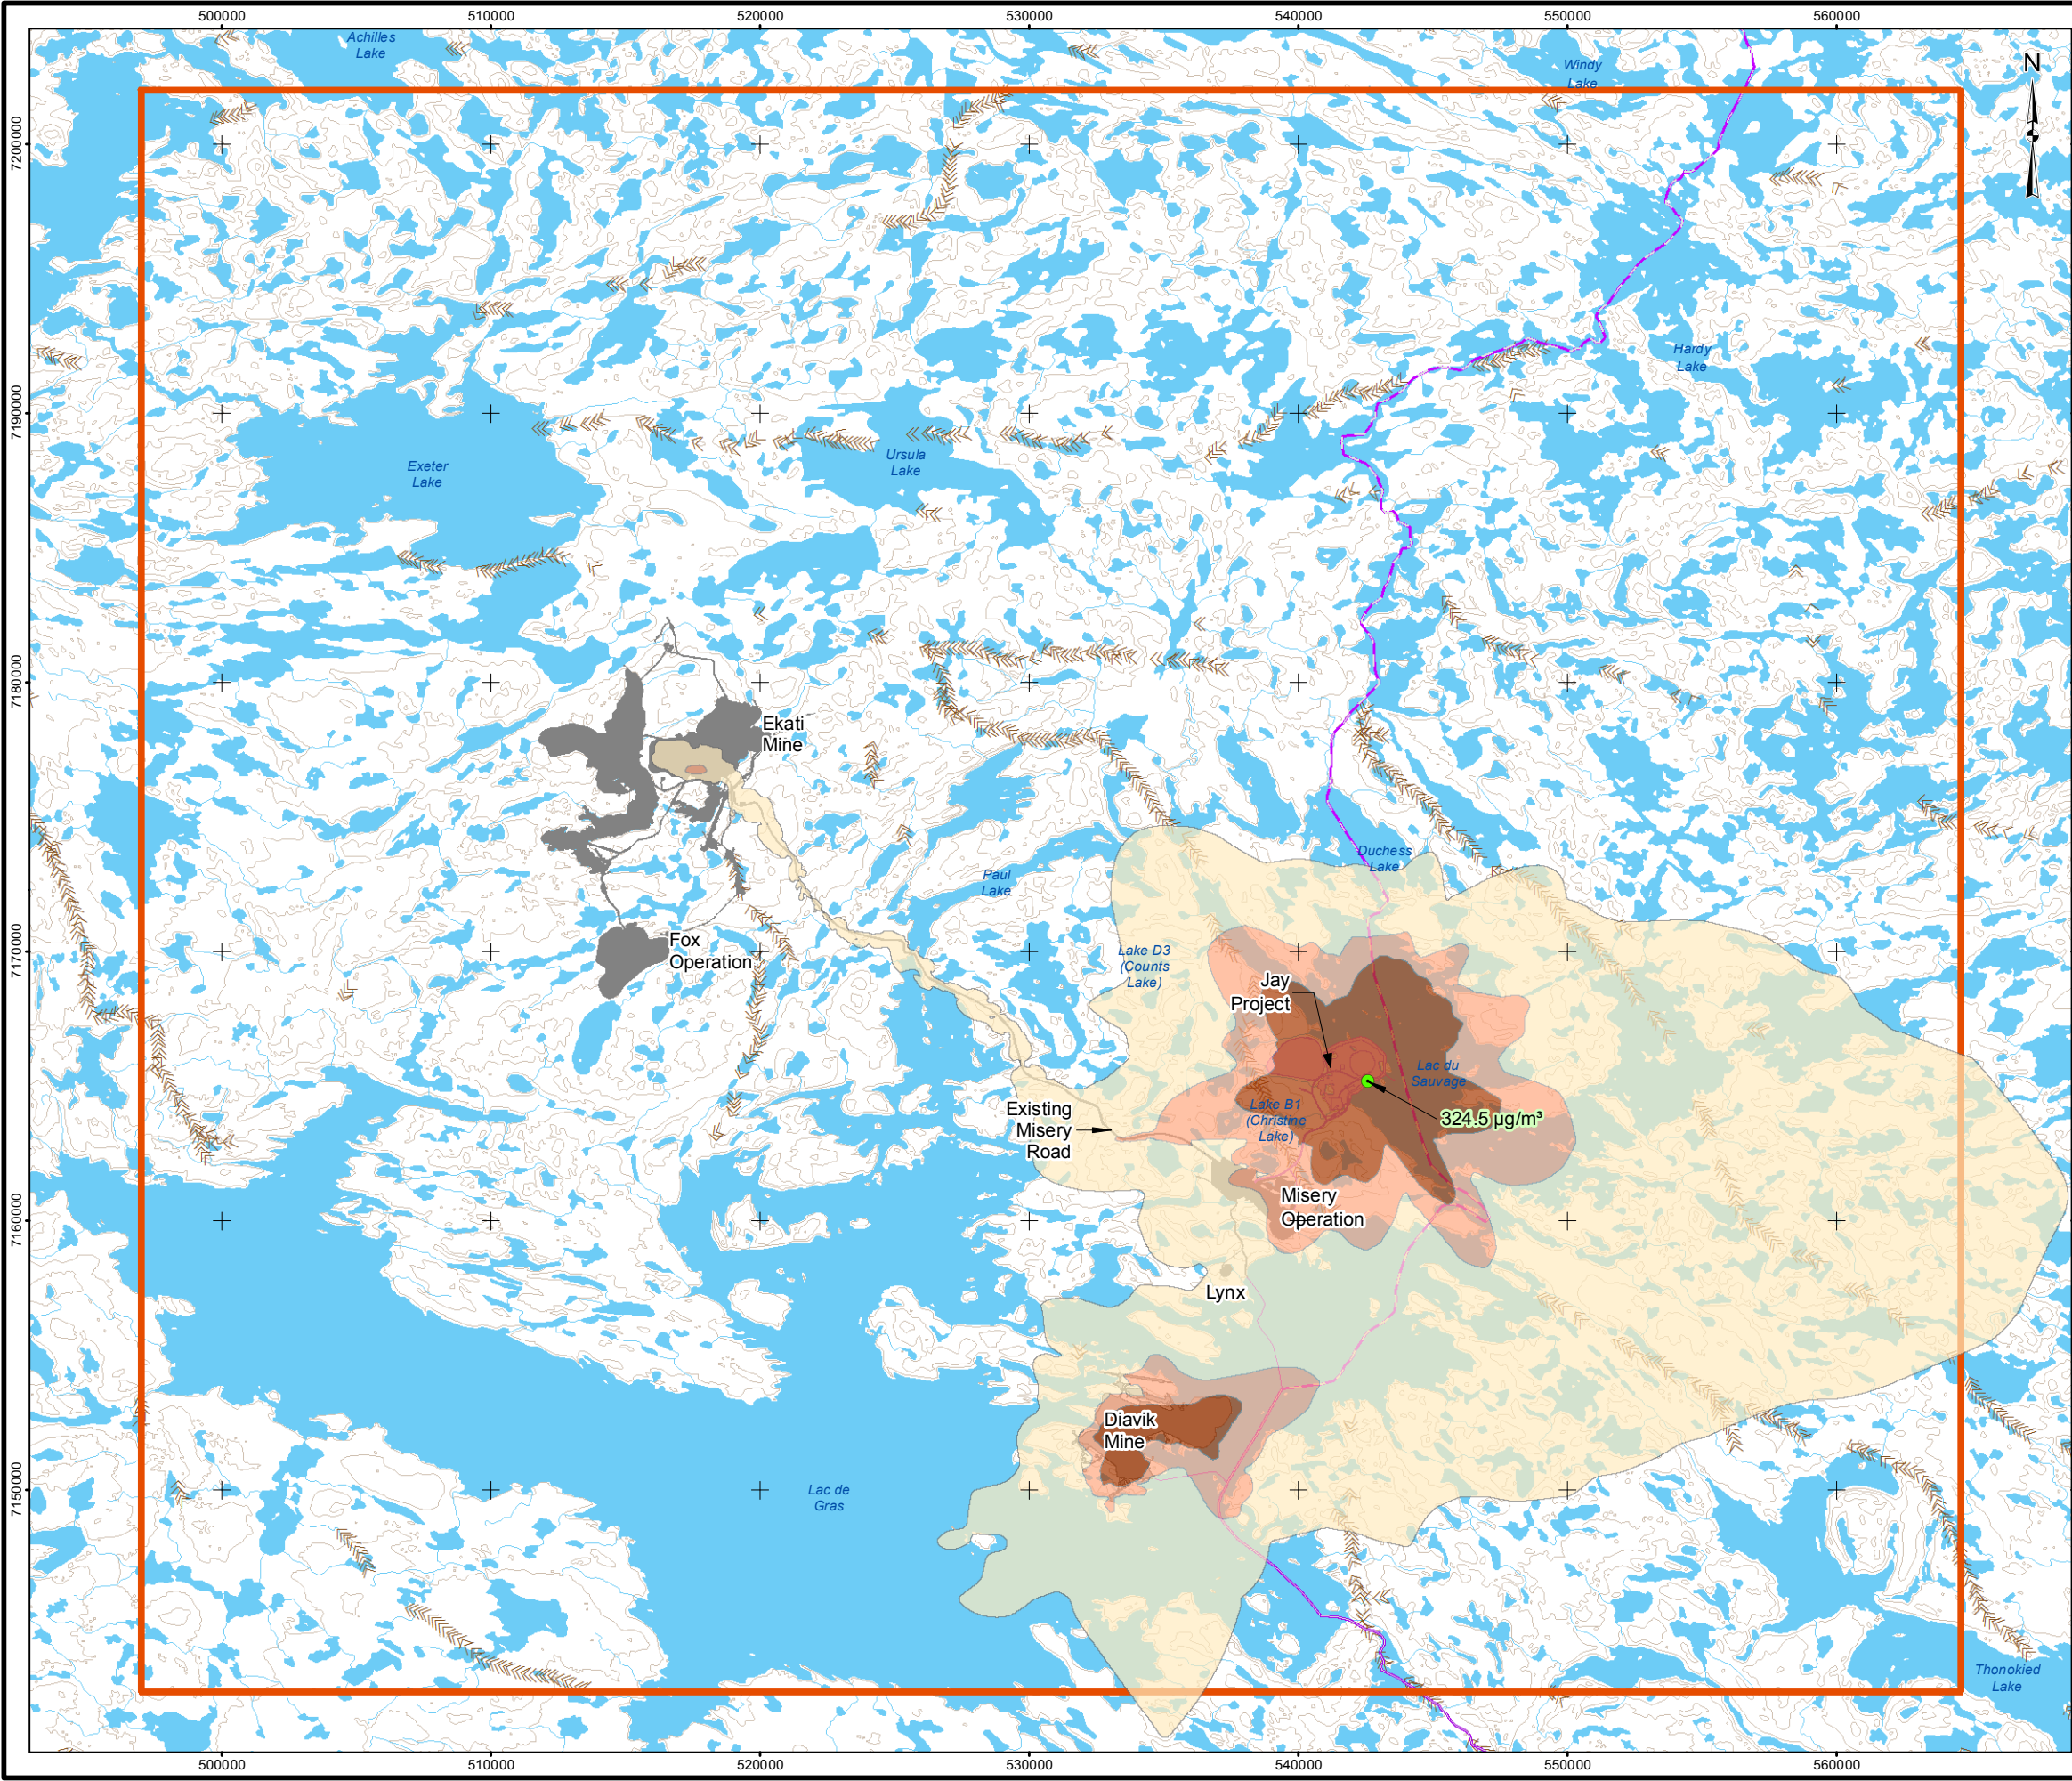 500000
510000
520000
530000
540000
550000
560000
Achilles
Lake
Windy
Lake
N
7200000
7190000
7180000
7170000
7160000
7150000
Hardy
Lake
Exeter
Lake
Ursula
Lake
Ekati
Mine
Duchess
Lake
Paul
Lake
Fox
Operation
Lake D3
(Counts
Lake)
Jay
Project
Lac du
Sauvage
Existing
Misery
Road
Lake B1
(Christine
Lake)
324.5 µg/m³
Misery
Operation
Lynx
Diavik
Mine
Lac de
Gras
Thonokied
Lake
500000
510000
520000
530000
540000
550000
560000